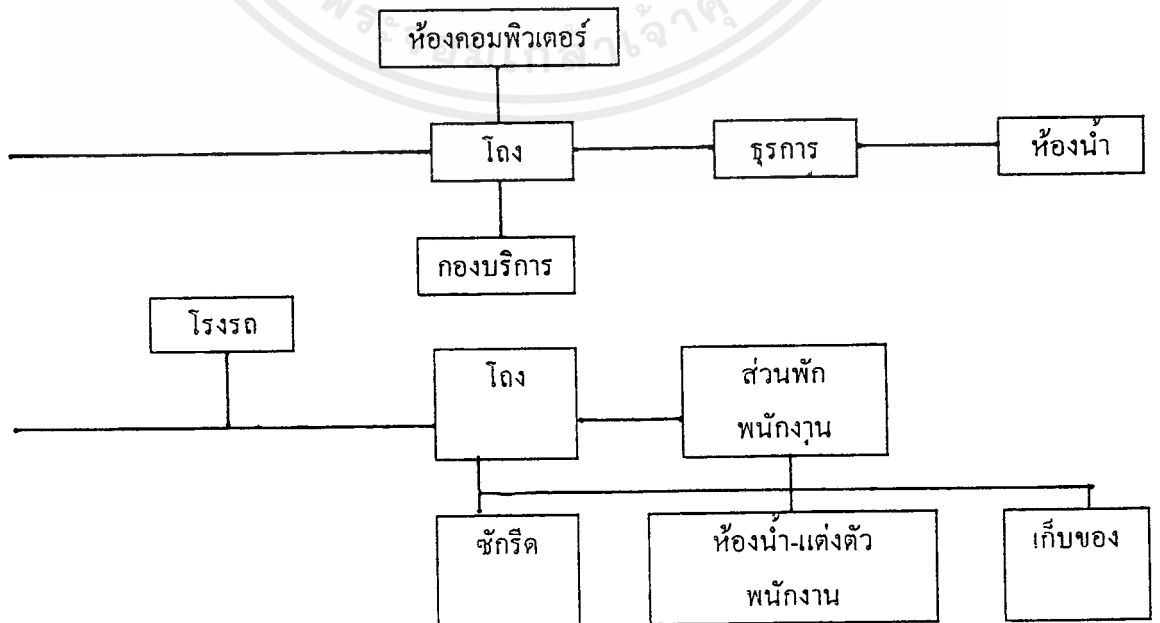 ห้องคอมพิวเตอร์
โถง
ธุรการ
ห้องน้ำ
กองบริการ
โรงรถ
โถง
ส่วนพัก
พนักงาน
ซักรีด
ห้องน้ำ-แต่งตัว
พนักงาน
เก็บของ